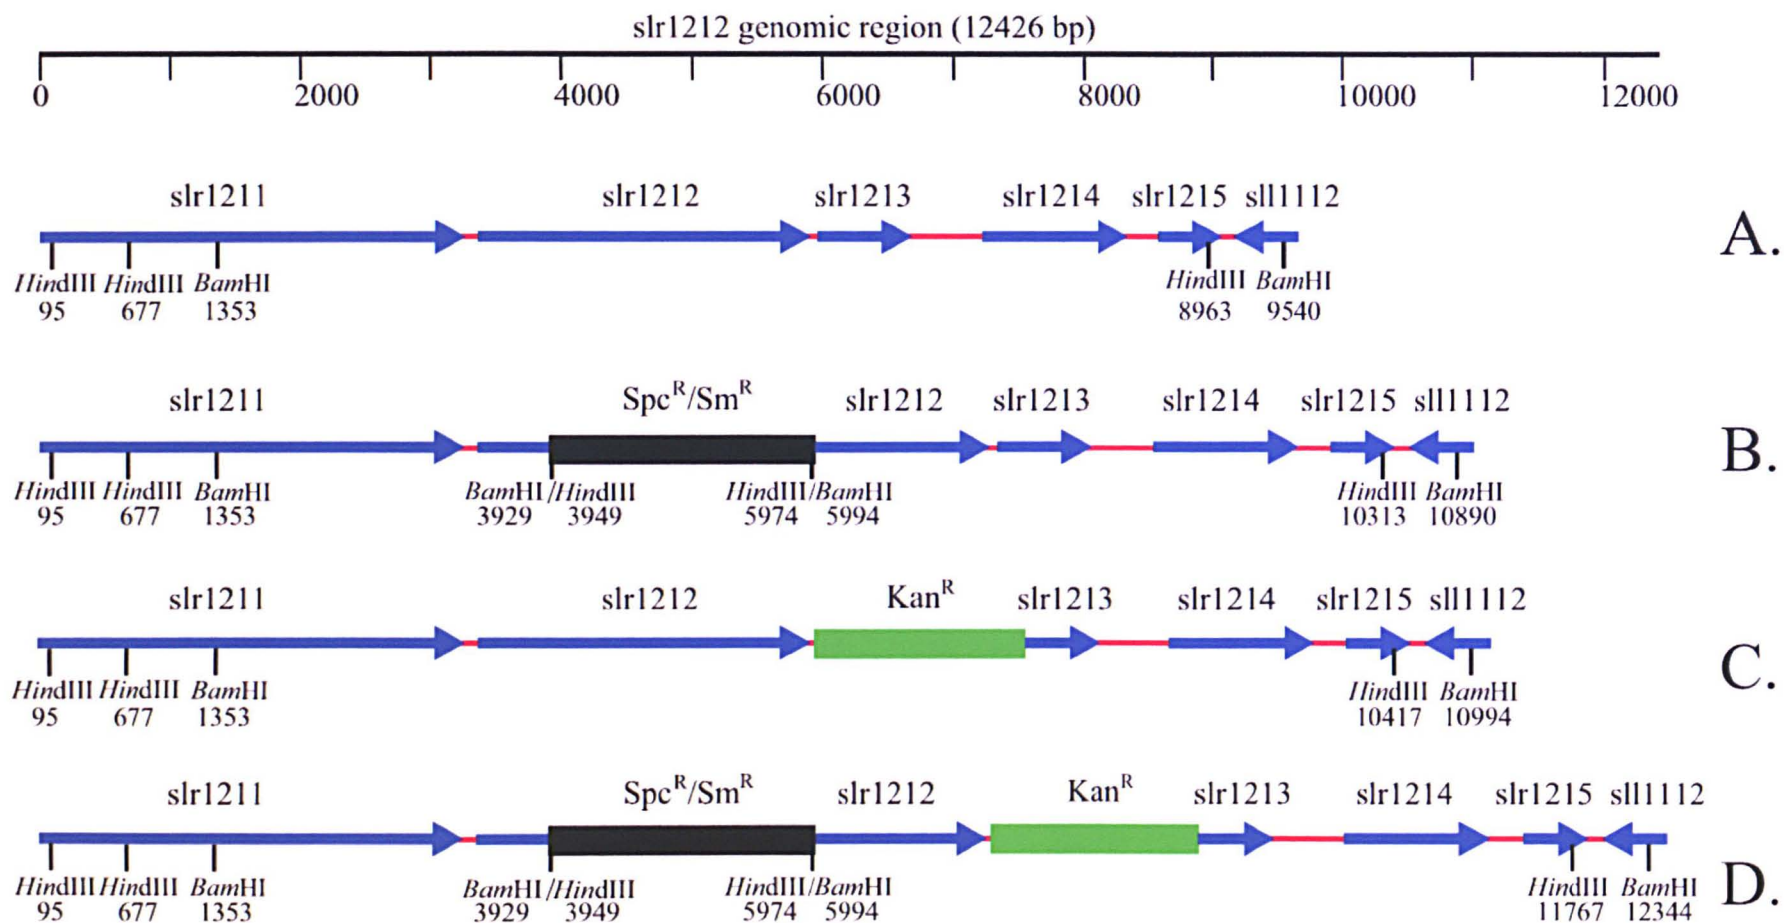 slr1212 genomic region (12426 bp)
0 2000 4000 6000 8000 10000 12000
slr1211 slr1212 slr1213 slr1214 slr1215 sll1112
A.
HindIII HindIII BamHI HindIII BamHI
95 677 1353 8963 9540
slr1211 SpcR/SmR slr1212 slr1213 slr1214 slr1215 sll1112
B.
HindIII HindIII BamHI BamHI/HindIII HindIII/BamHI HindIII BamHI
95 677 1353 3929 3949 5974 5994 10313 10890
slr1211 slr1212 KanR slr1213 slr1214 slr1215 sll1112
C.
HindIII HindIII BamHI HindIII BamHI
95 677 1353 10417 10994
slr1211 SpcR/SmR slr1212 KanR slr1213 slr1214 slr1215 sll1112
D.
HindIII HindIII BamHI BamHI/HindIII HindIII/BamHI HindIII BamHI
95 677 1353 3929 3949 5974 5994 11767 12344